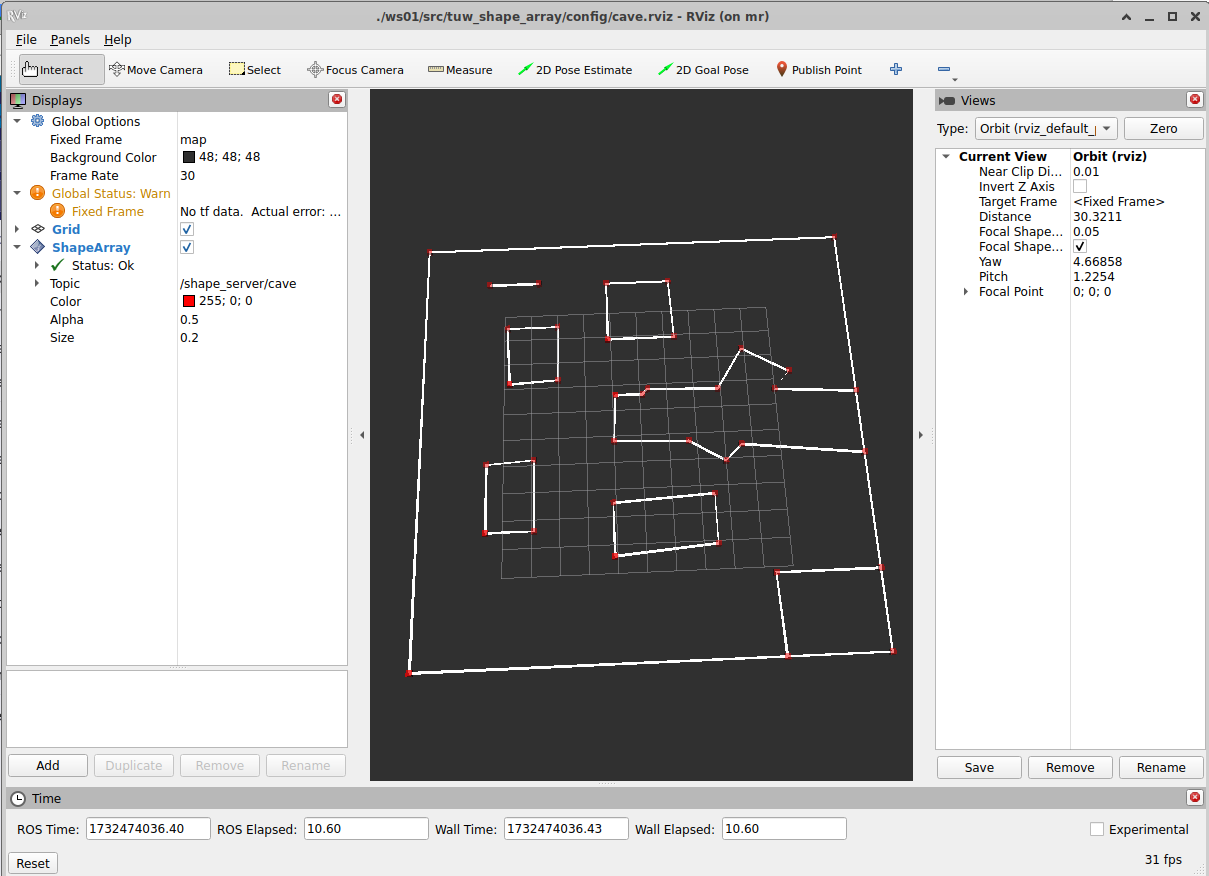 RViz
./ws01/src/tuw_shape_array/config/cave.rviz - RViz (on mr)
File Panels Help
Interact Move Camera Select Focus Camera Measure 2D Pose Estimate 2D Goal Pose Publish Point
Displays
Global Options
Fixed Frame map
Background Color 48; 48; 48
Frame Rate 30
Global Status: Warn
Fixed Frame No tf data. Actual error: ...
Grid
ShapeArray
Status: Ok
Topic /shape_server/cave
Color 255; 0; 0
Alpha 0.5
Size 0.2
Add Duplicate Remove Rename
Views
Type: Orbit (rviz_default_ Zero
Current View Orbit (rviz)
Near Clip Di... 0.01
Invert Z Axis
Target Frame <Fixed Frame>
Distance 30.3211
Focal Shape... 0.05
Focal Shape...
Yaw 4.66858
Pitch 1.2254
Focal Point 0; 0; 0
Save Remove Rename
Time
ROS Time: 1732474036.40 ROS Elapsed: 10.60 Wall Time: 1732474036.43 Wall Elapsed: 10.60 Experimental
Reset 31 fps